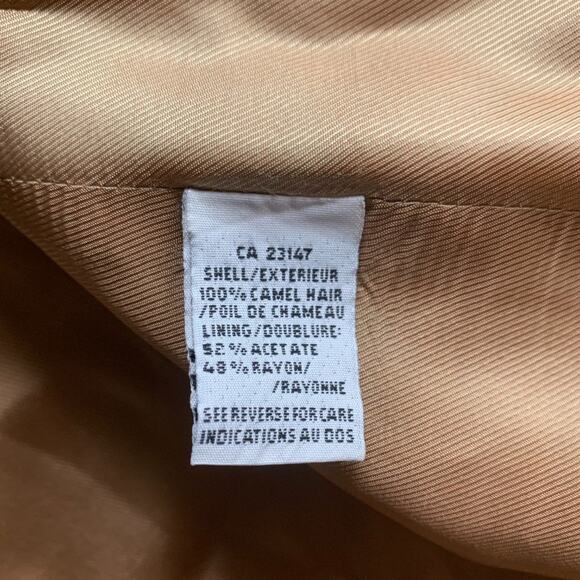 CA 23147
SHELL/EXTERIEUR
100% CAMEL HAIR
/POIL DE CHAMEAU
LINING/DOUBLURE:
52% ACETATE
48% RAYON/
/RAYONNE
SEE REVERSE FOR CARE
INDICATIONS AU DOS